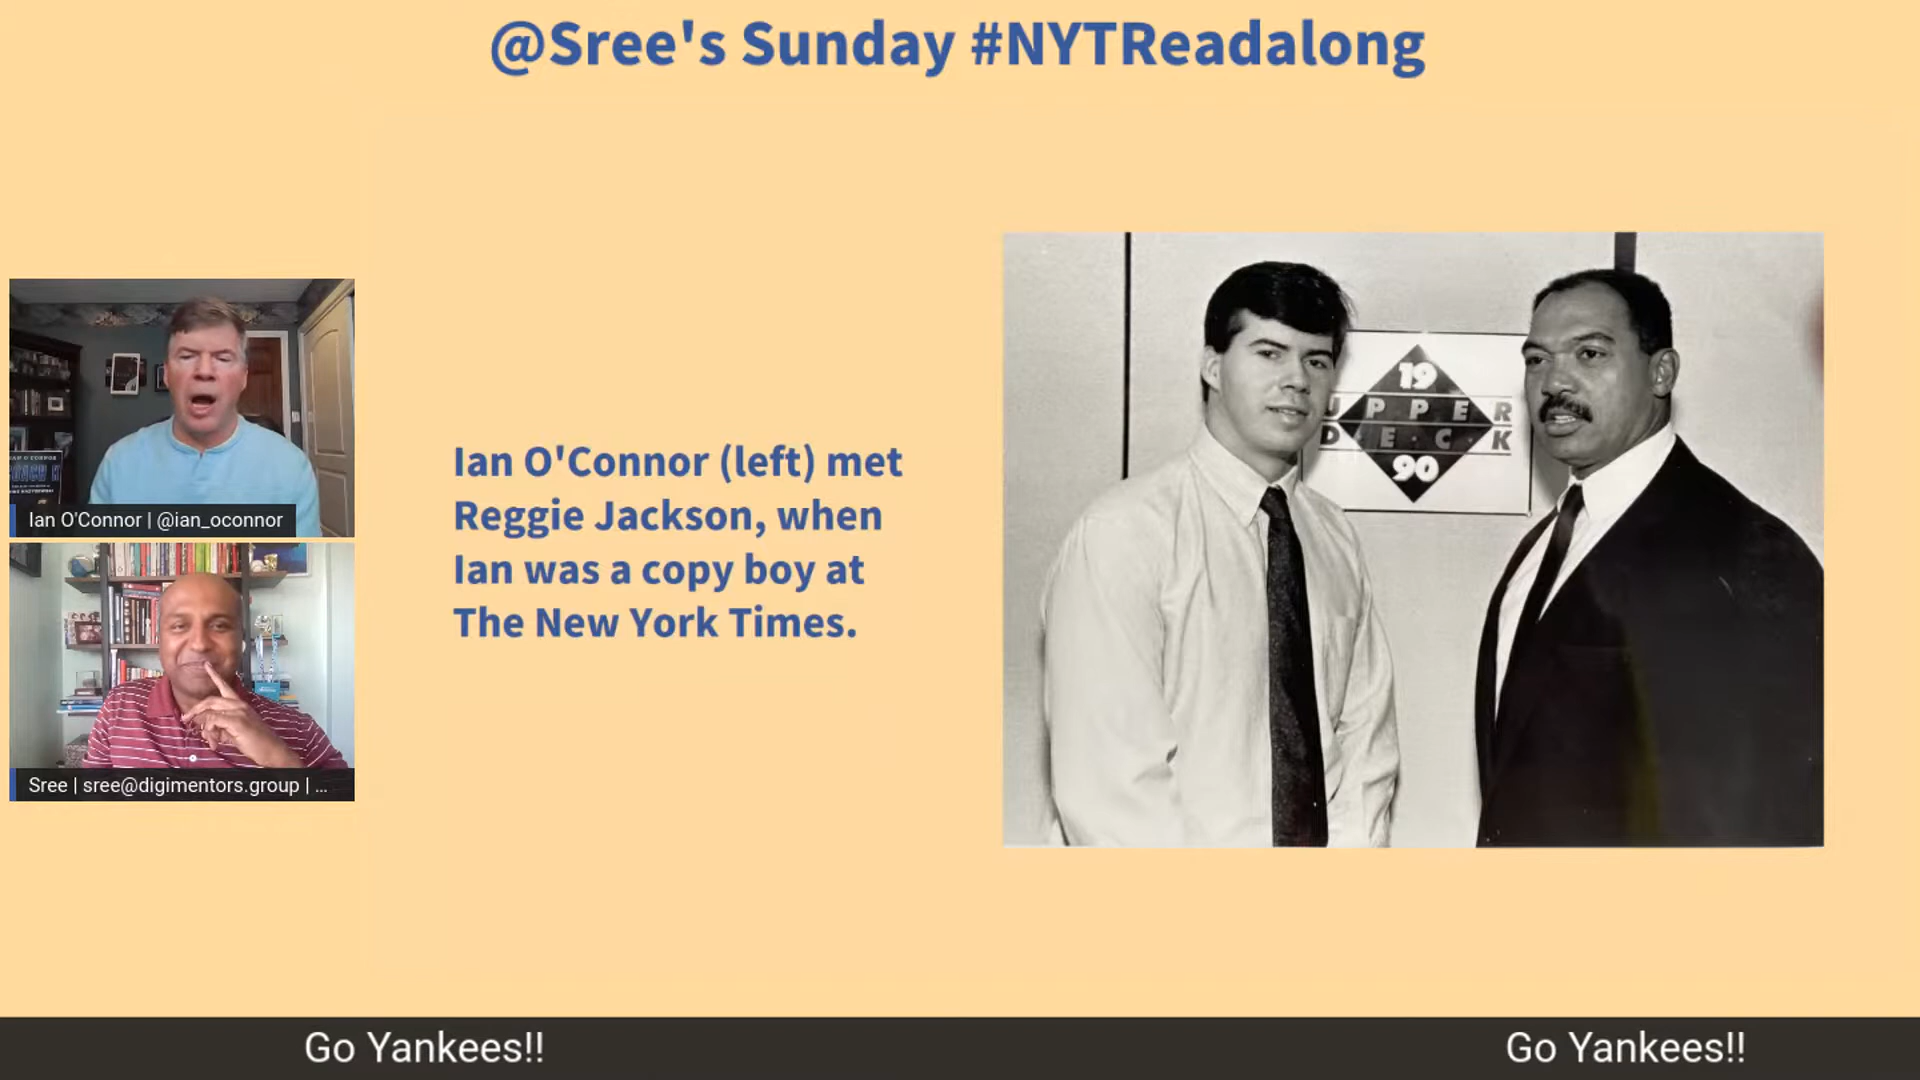 @Sree's Sunday #NYTReadalong
Ian O'Connor | @ian_oconnor
Sree | sree@digimentors.group | ...
Ian O'Connor (left) met
Reggie Jackson, when
Ian was a copy boy at
The New York Times.
19
UPPER
DE·C·K
90
Go Yankees!! Go Yankees!!